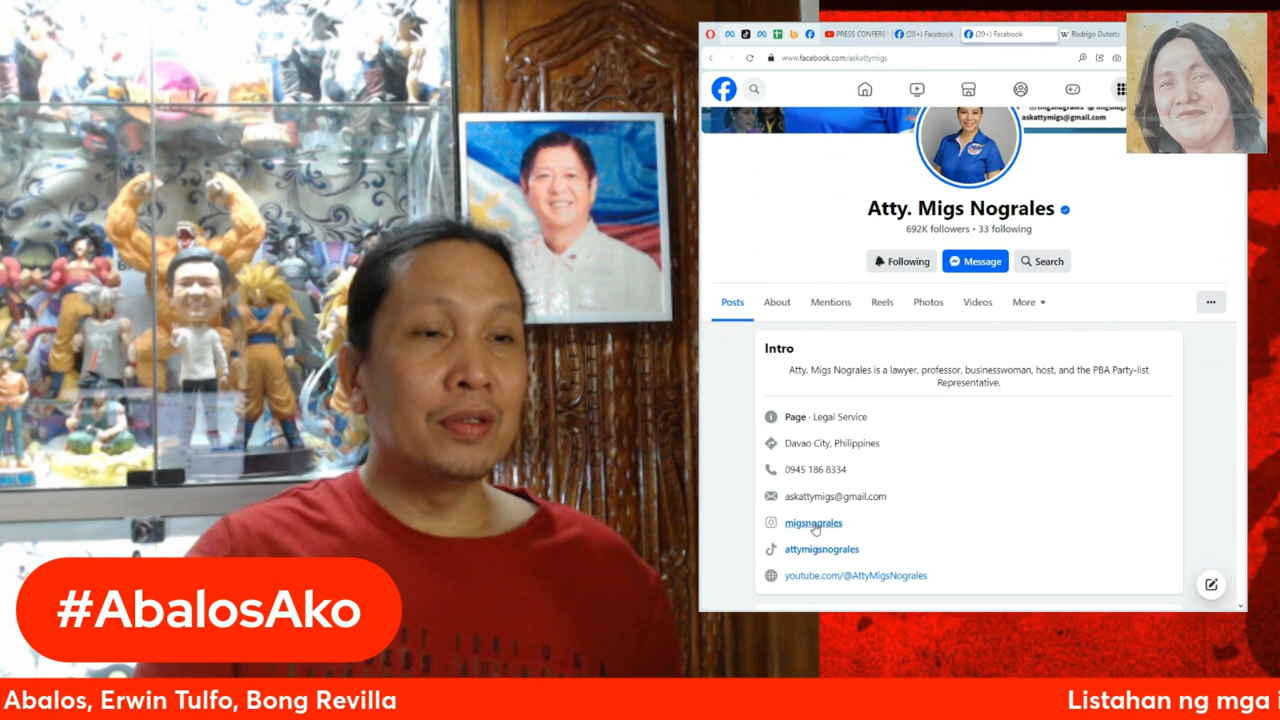 PRESS CONFERE
(20+) Facebook
(20+) Facebook
Rodrigo Dutert
www.facebook.com/askattymigs
askattymigs@gmail.com
Atty. Migs Nograles
692K followers • 33 following
Following
Message
Search
Posts
About
Mentions
Reels
Photos
Videos
More
Intro
Atty. Migs Nograles is a lawyer, professor, businesswoman, host, and the PBA Party-list
Representative.
Page · Legal Service
Davao City, Philippines
0945 186 8334
askattymigs@gmail.com
migsnograles
attymigsnograles
youtube.com/@AttyMigsNograles
#AbalosAko
Abalos, Erwin Tulfo, Bong Revilla
Listahan ng mga i